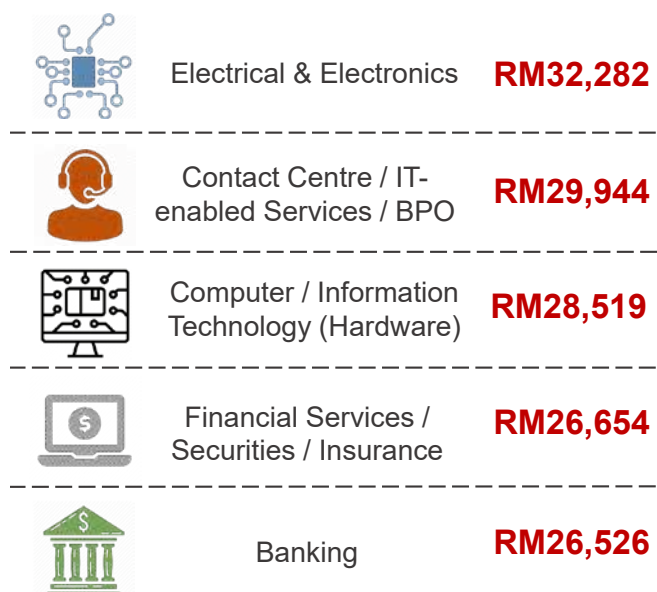 Electrical & Electronics RM32,282
Contact Centre / IT-
enabled Services / BPO RM29,944
Computer / Information
Technology (Hardware) RM28,519
Financial Services /
Securities / Insurance RM26,654
Banking RM26,526